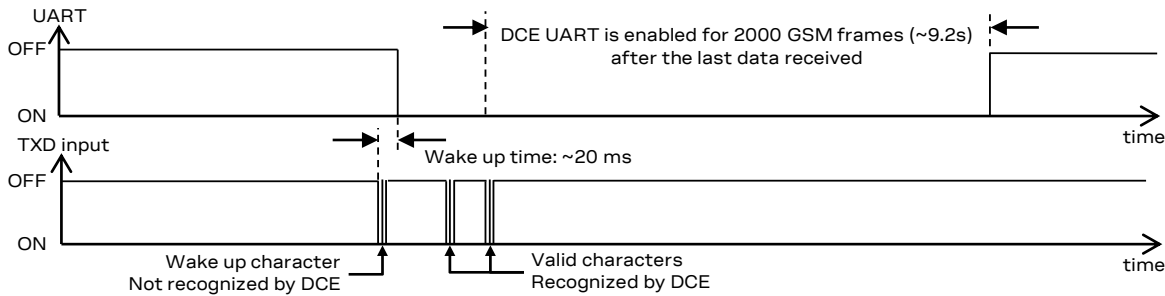 UART
OFF
DCE UART is enabled for 2000 GSM frames (~9.2s)
after the last data received
ON
time
TXD input
Wake up time: ~20 ms
OFF
ON
time
Wake up character
Not recognized by DCE
Valid characters
Recognized by DCE